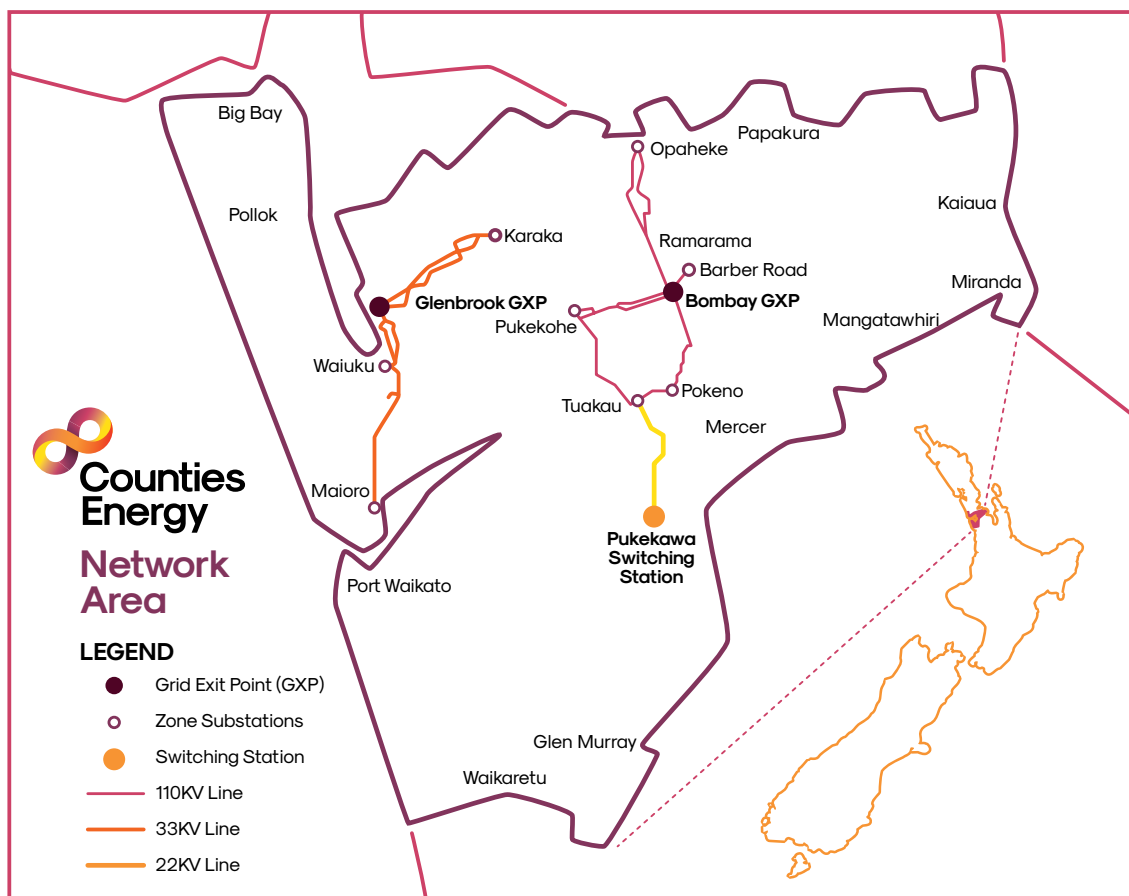 Big Bay
Papakura
Opaheke
Kaiaua
Pollok
Karaka
Ramarama
Barber Road
Miranda
Glenbrook GXP
Bombay GXP
Pukekohe
Mangatawhiri
Waiuku
Pokeno
Tuakau
Mercer
Counties
Energy
Maioro
Pukekawa
Switching
Station
Network
Area
Port Waikato
LEGEND
Grid Exit Point (GXP)
Zone Substations
Switching Station
110KV Line
33KV Line
22KV Line
Glen Murray
Waikaretu